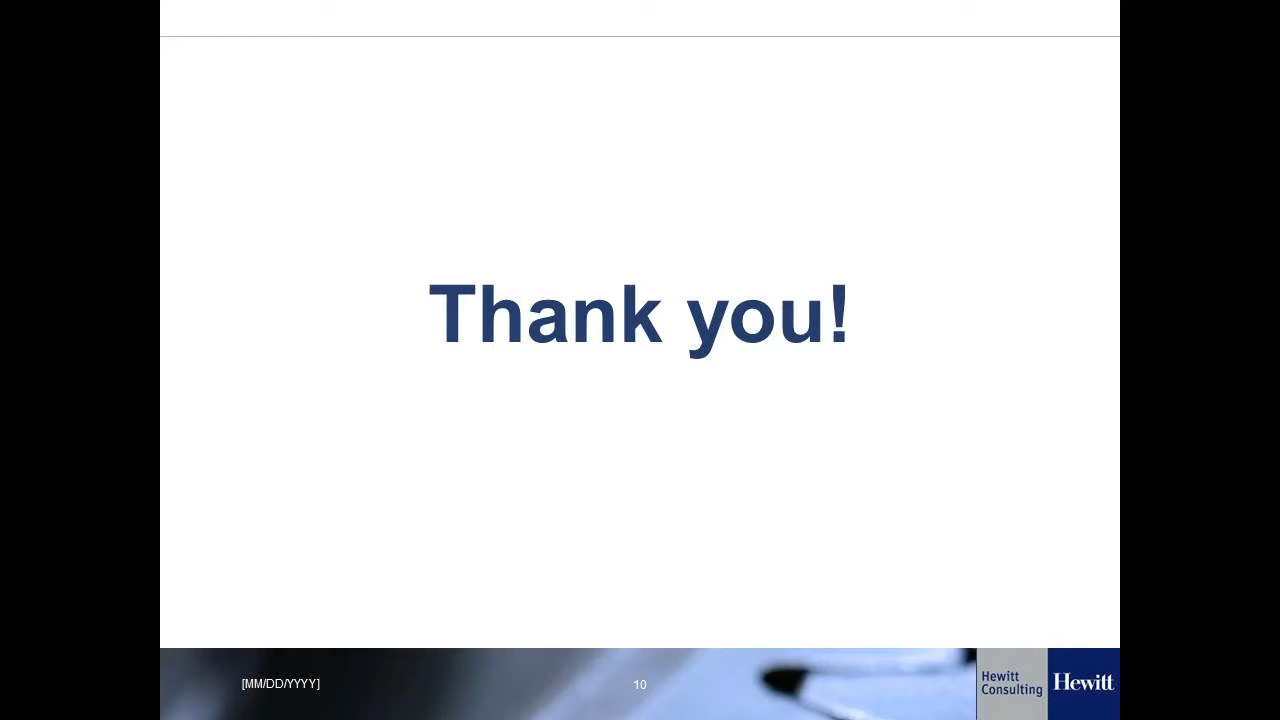 Thank you!
[MM/DD/YYYY]
10
Hewitt
Consulting
Hewitt